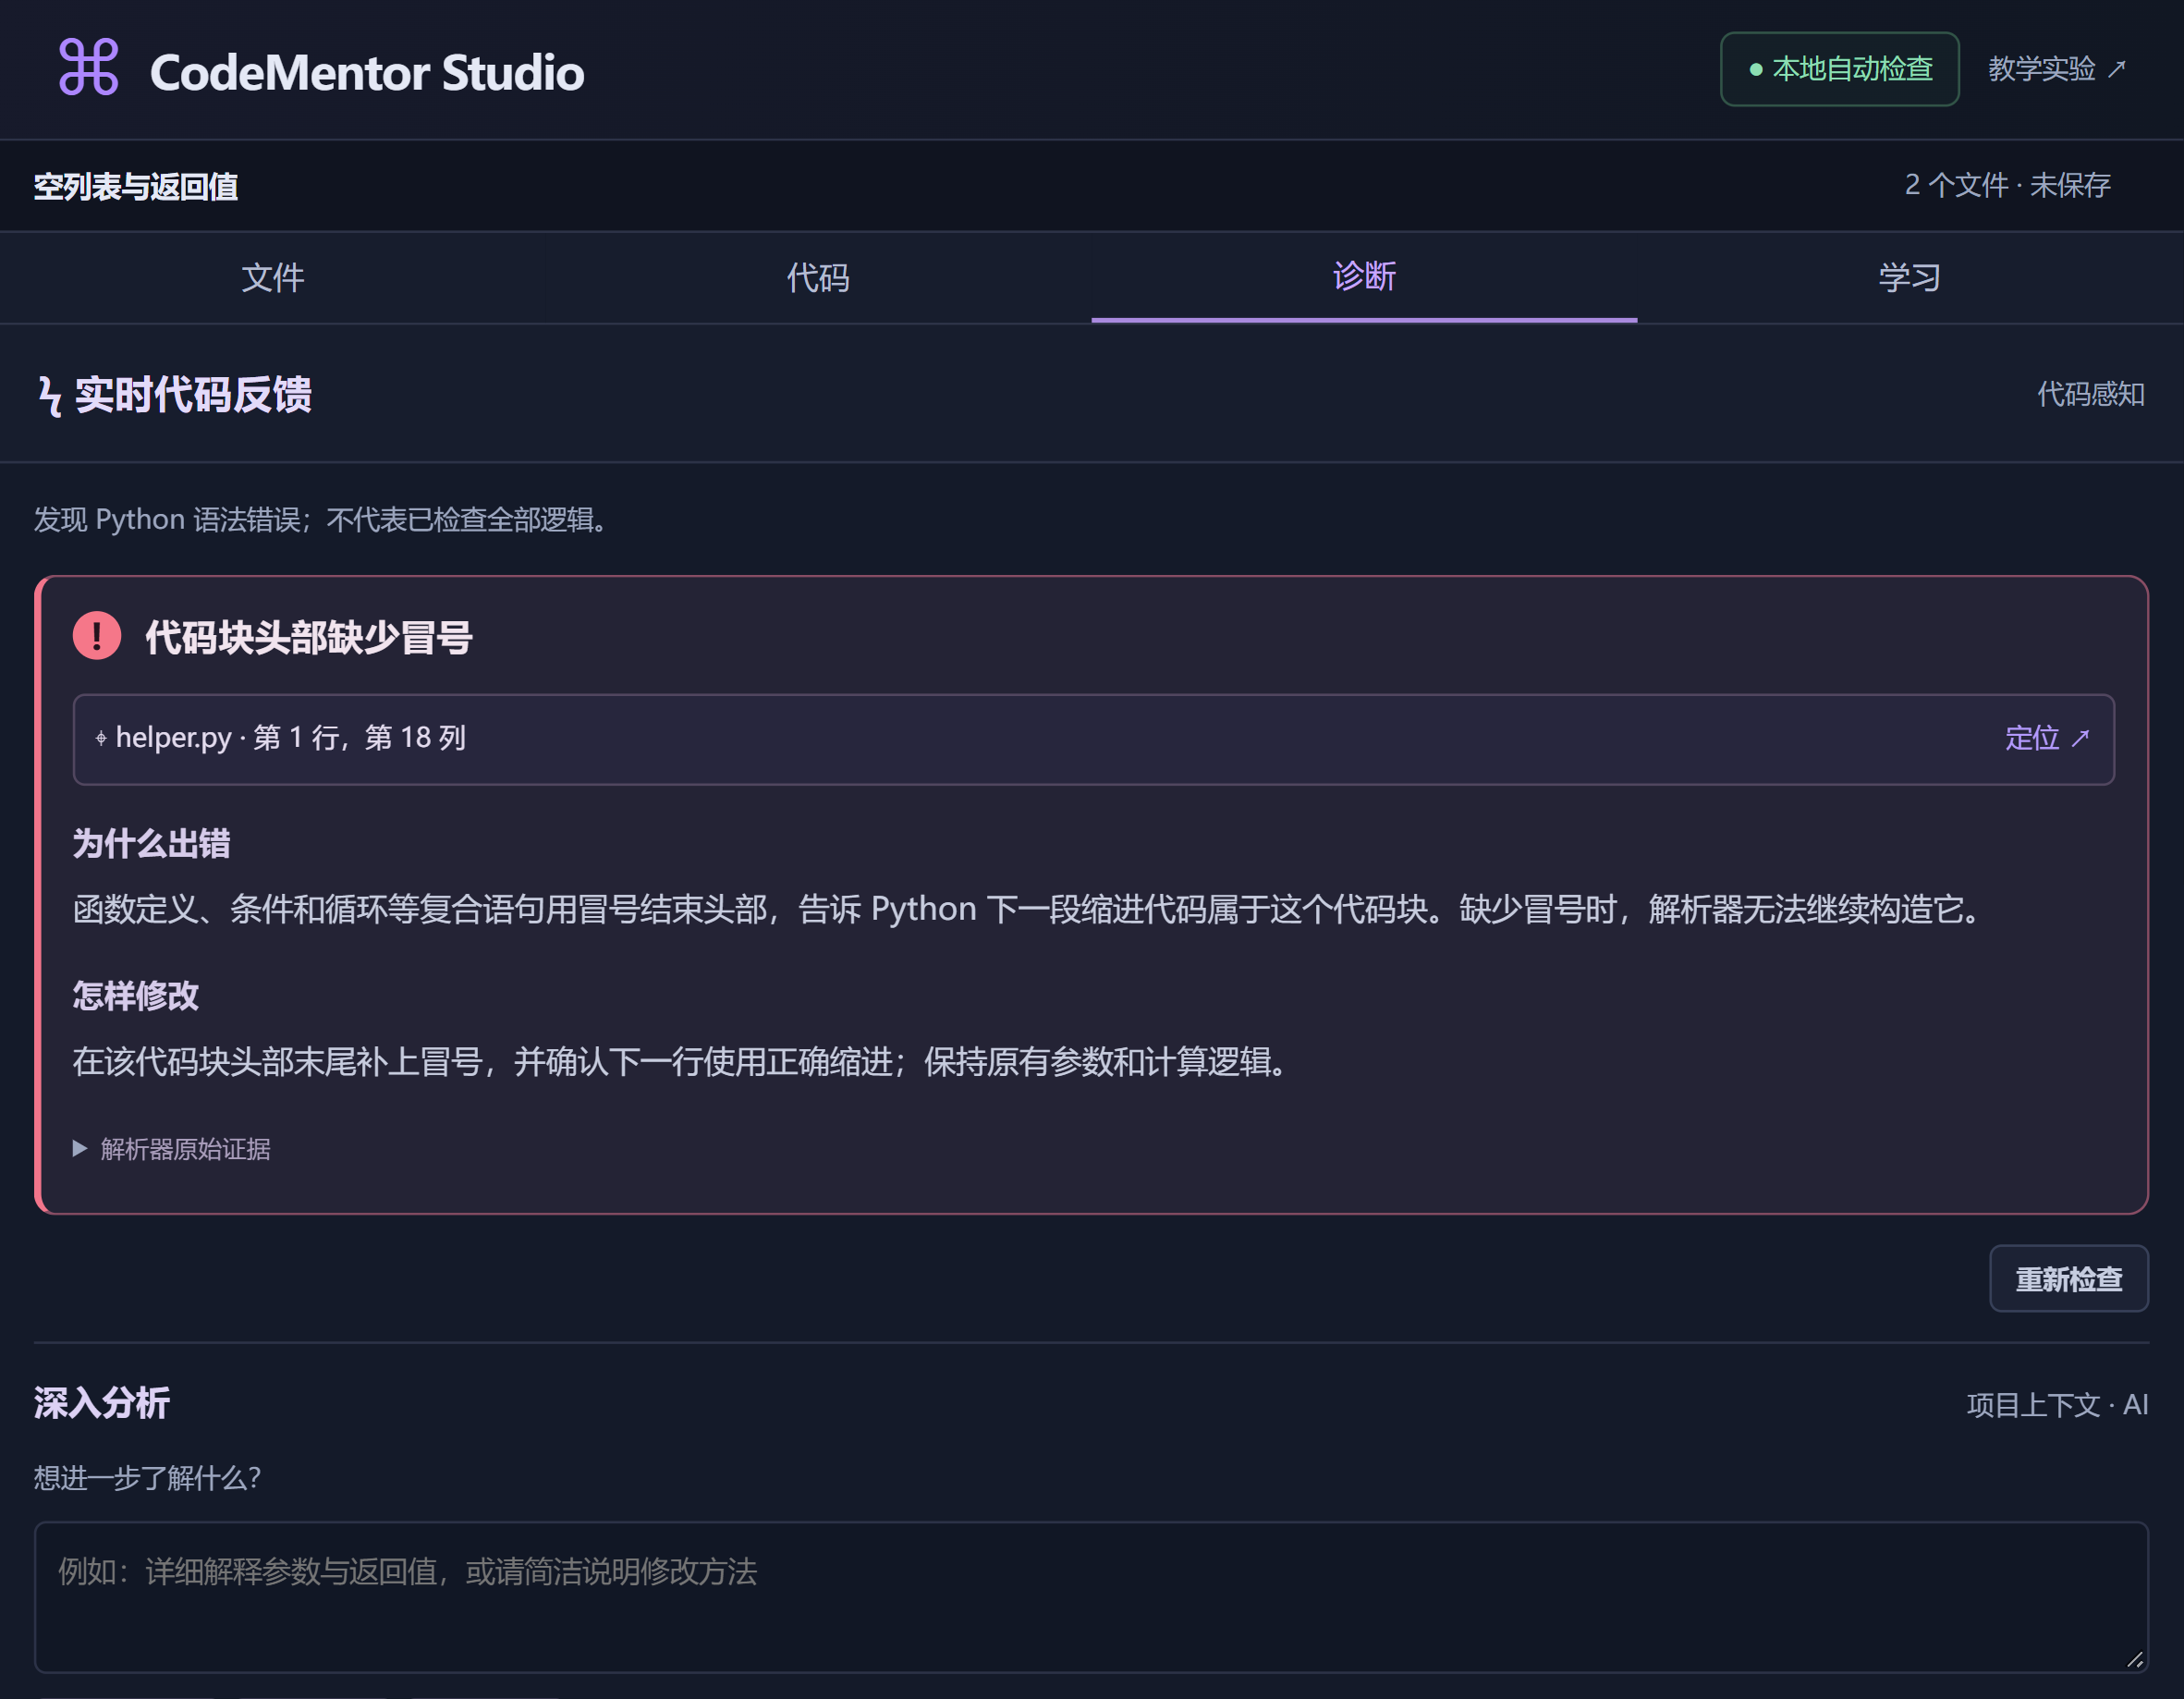 ⌘ CodeMentor Studio
● 本地自动检查
教学实验 ↗
空列表与返回值
2 个文件 · 未保存
文件
代码
诊断
学习
ϟ 实时代码反馈
代码感知
发现 Python 语法错误；不代表已检查全部逻辑。
! 代码块头部缺少冒号
⌖ helper.py · 第 1 行，第 18 列
定位 ↗
为什么出错
函数定义、条件和循环等复合语句用冒号结束头部，告诉 Python 下一段缩进代码属于这个代码块。缺少冒号时，解析器无法继续构造它。
怎样修改
在该代码块头部末尾补上冒号，并确认下一行使用正确缩进；保持原有参数和计算逻辑。
▶ 解析器原始证据
重新检查
深入分析
项目上下文 · AI
想进一步了解什么？
例如：详细解释参数与返回值，或请简洁说明修改方法